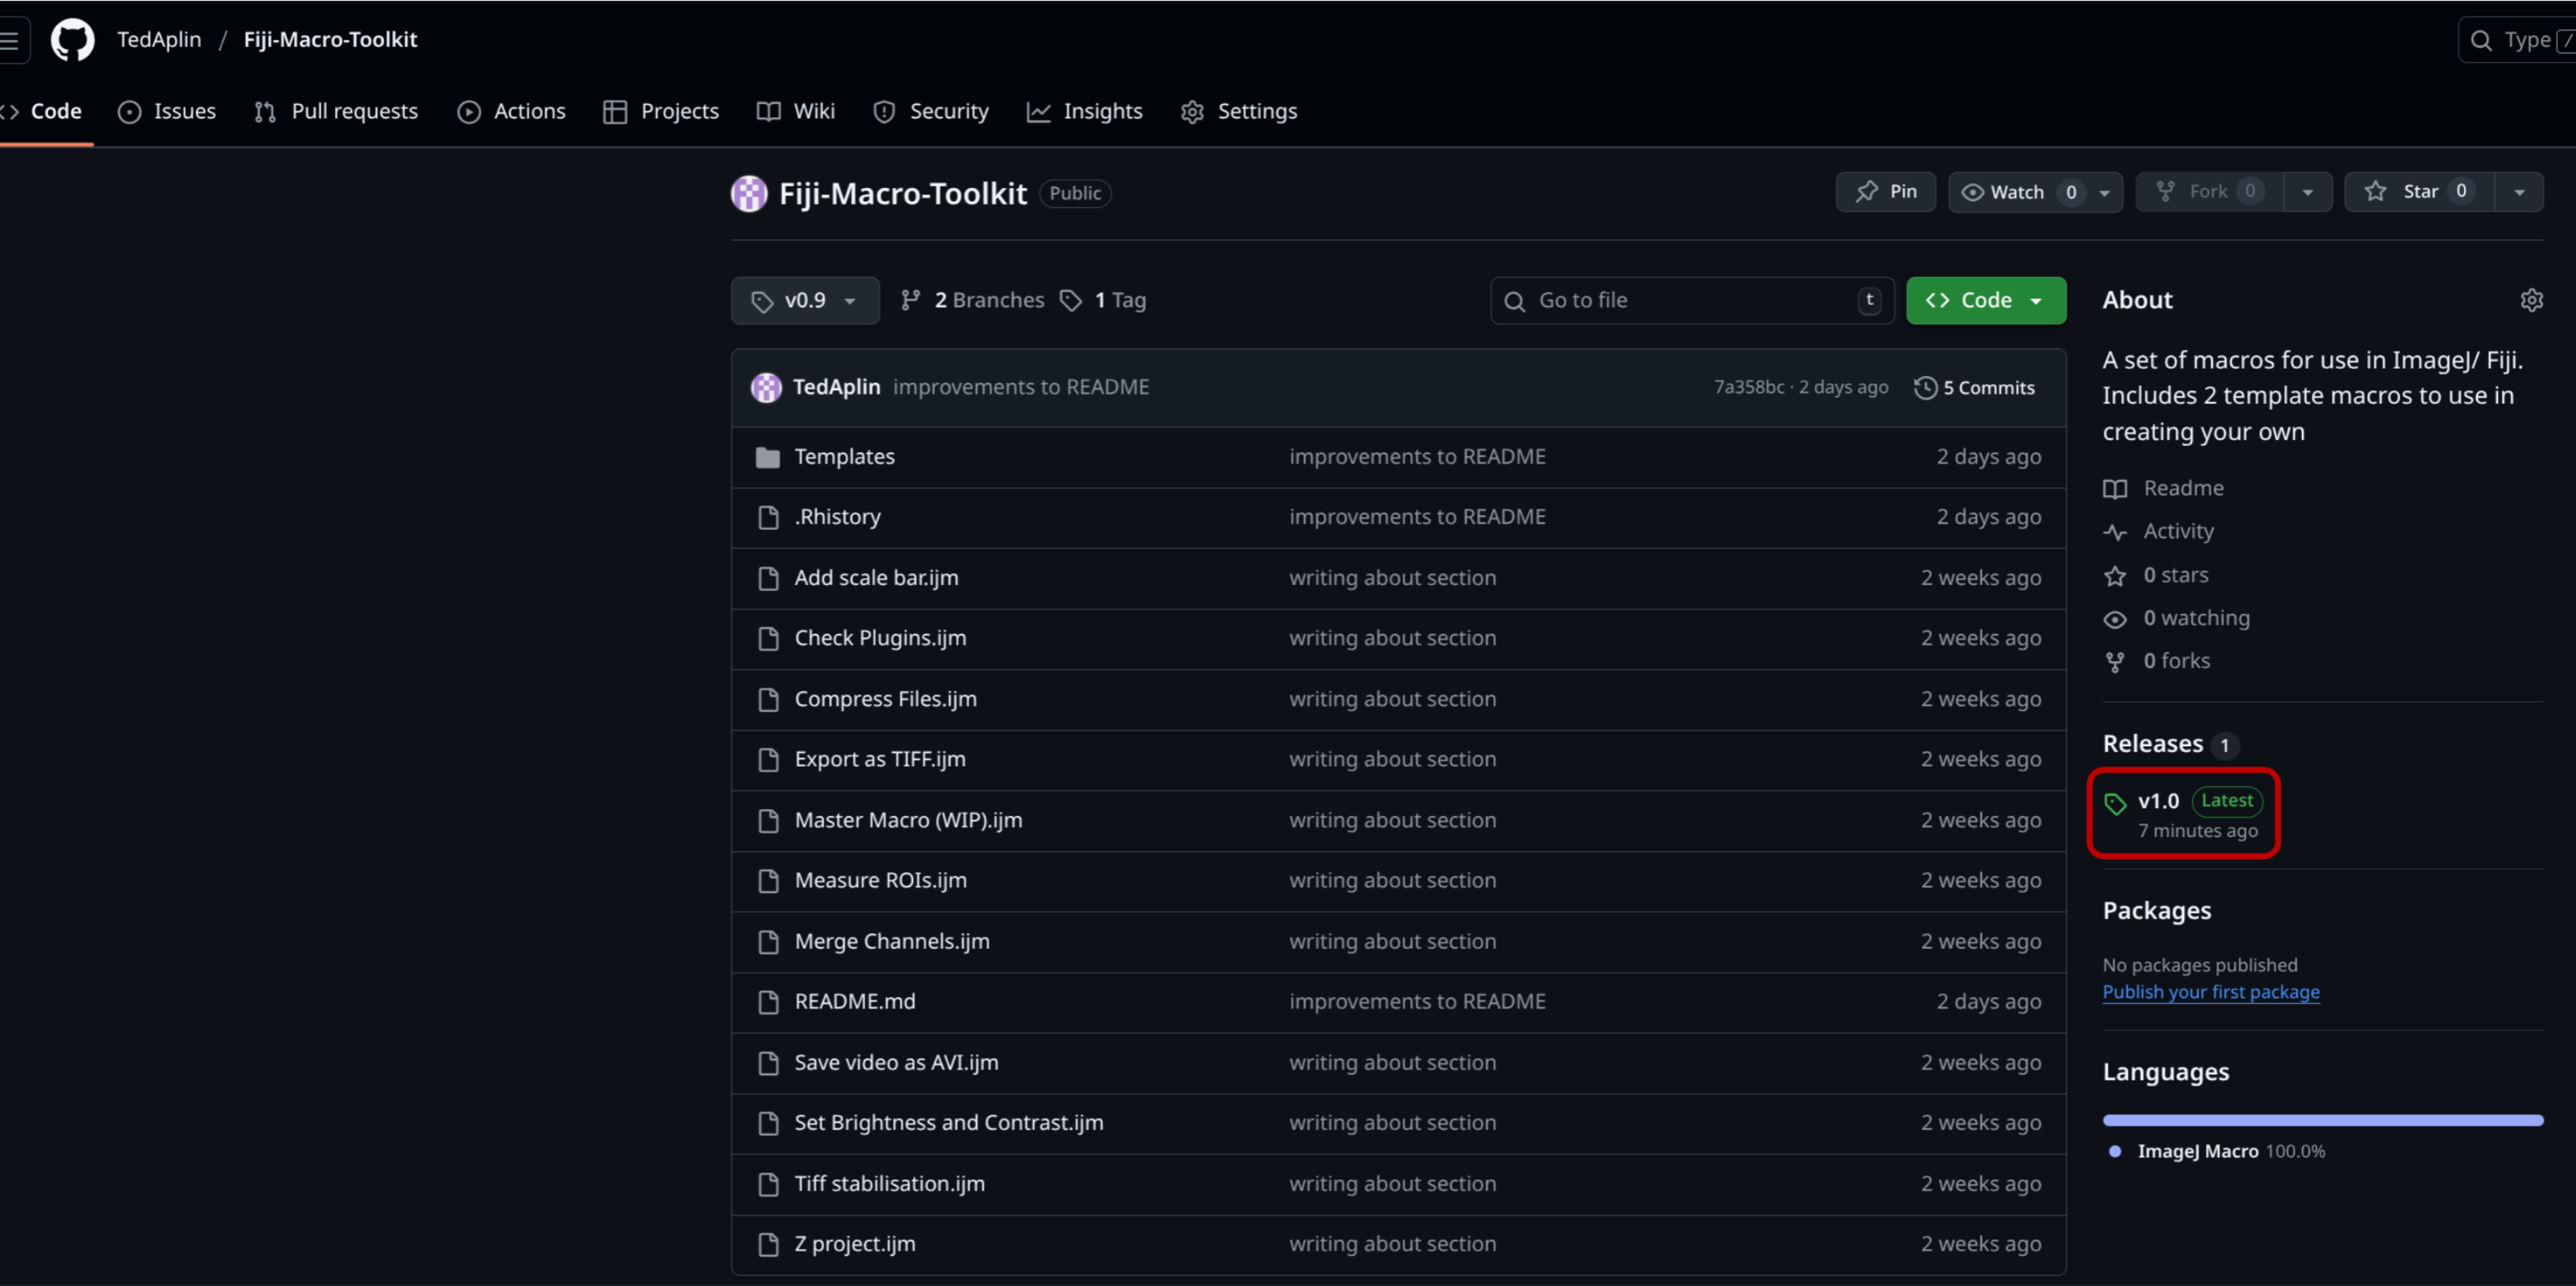 TedAplin / Fiji-Macro-Toolkit
Type /
Code Issues Pull requests Actions Projects Wiki Security Insights Settings
Fiji-Macro-Toolkit Public
Pin Watch 0 Fork 0 Star 0
v0.9 2 Branches 1 Tag
Go to file t
Code
TedAplin improvements to README 7a358bc · 2 days ago 5 Commits
Templates improvements to README 2 days ago
.Rhistory improvements to README 2 days ago
Add scale bar.ijm writing about section 2 weeks ago
Check Plugins.ijm writing about section 2 weeks ago
Compress Files.ijm writing about section 2 weeks ago
Export as TIFF.ijm writing about section 2 weeks ago
Master Macro (WIP).ijm writing about section 2 weeks ago
Measure ROIs.ijm writing about section 2 weeks ago
Merge Channels.ijm writing about section 2 weeks ago
README.md improvements to README 2 days ago
Save video as AVI.ijm writing about section 2 weeks ago
Set Brightness and Contrast.ijm writing about section 2 weeks ago
Tiff stabilisation.ijm writing about section 2 weeks ago
Z project.ijm writing about section 2 weeks ago
About
A set of macros for use in ImageJ/ Fiji.
Includes 2 template macros to use in
creating your own
Readme
Activity
0 stars
0 watching
0 forks
Releases 1
v1.0 Latest
7 minutes ago
Packages
No packages published
Publish your first package
Languages
ImageJ Macro 100.0%